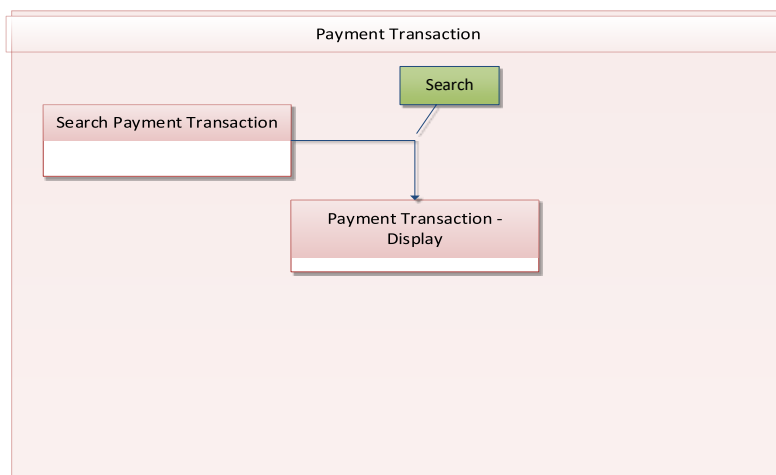 Payment Transaction
Search
Search Payment Transaction
Payment Transaction -
Display